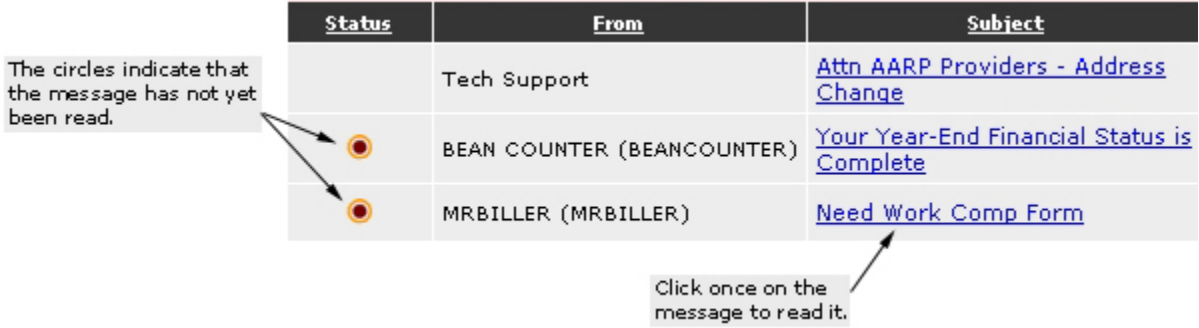 Status From Subject
The circles indicate that
the message has not yet
been read.
Tech Support
Attn AARP Providers - Address
Change
BEAN COUNTER (BEANCOUNTER)
Your Year-End Financial Status is
Complete
MRBILLER (MRBILLER)
Need Work Comp Form
Click once on the
message to read it.